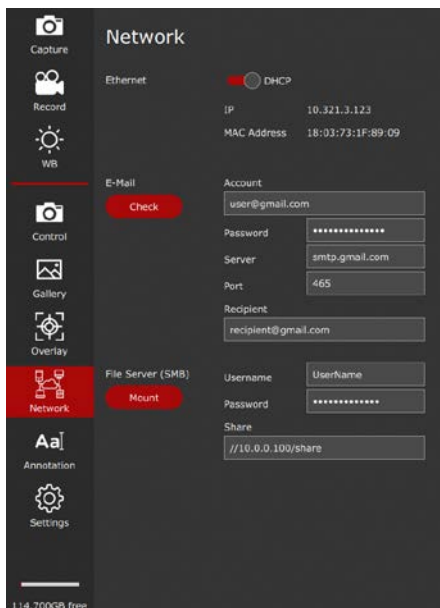 Capture
Record
WB
Control
Gallery
Overlay
Network
Aa
Annotation
Settings
114.700GB free
Network
Ethernet
DHCP
IP 10.321.3.123
MAC Address 18:03:73:1F:89:09
E-Mail
Check
Account
user@gmail.com
Password ••••••••••••••
Server smtp.gmail.com
Port 465
Recipient
recipient@gmail.com
File Server (SMB)
Mount
Username UserName
Password •••••••••••••
Share
//10.0.0.100/share